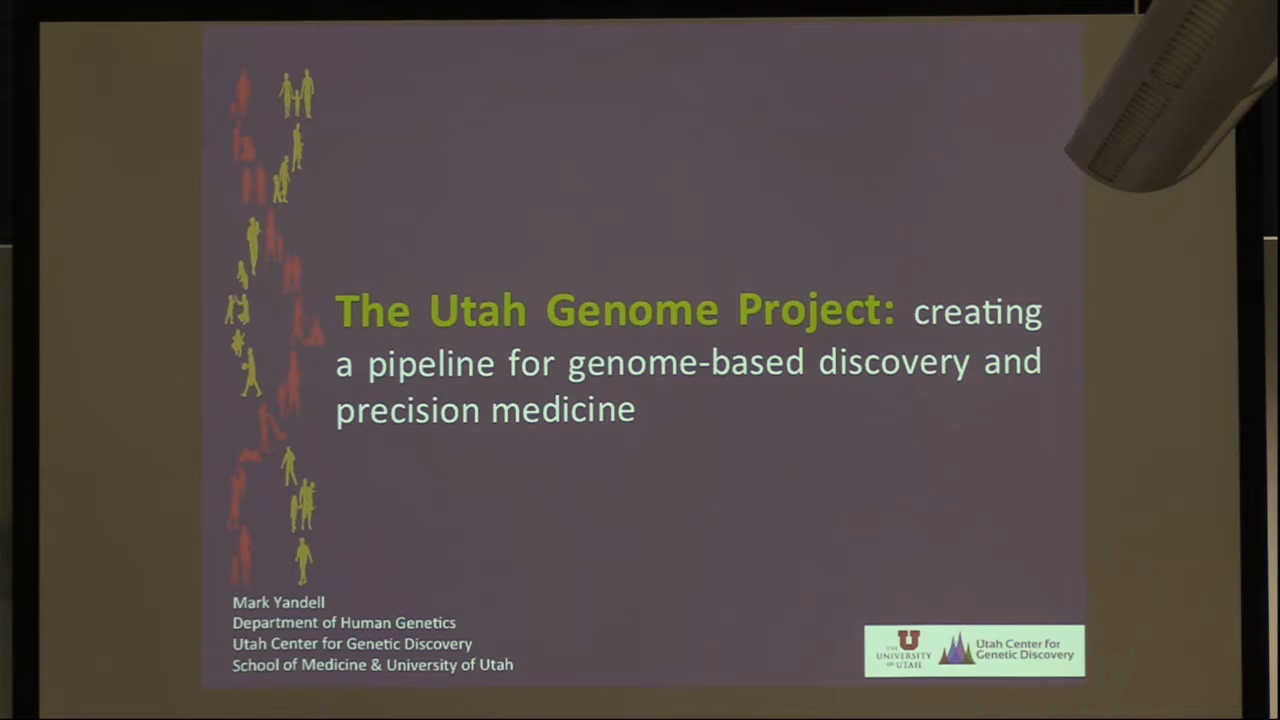 The Utah Genome Project: creating
a pipeline for genome-based discovery and
precision medicine
Mark Yandell
Department of Human Genetics
Utah Center for Genetic Discovery
School of Medicine & University of Utah
U
THE
UNIVERSITY
OF UTAH
Utah Center for
Genetic Discovery